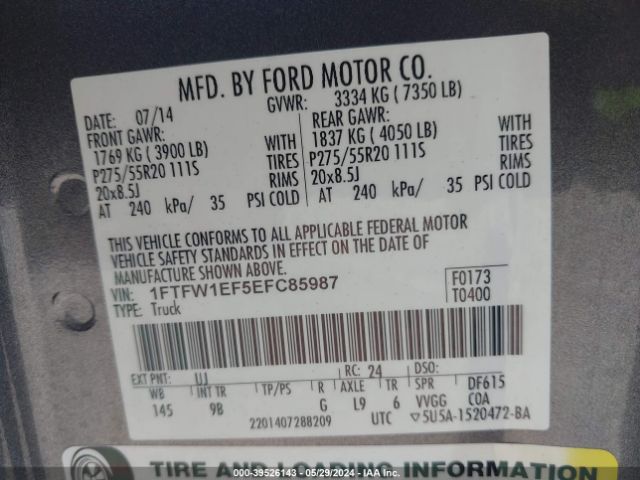 MFD. BY FORD MOTOR CO.
DATE: 07/14 GVWR: 3334 KG ( 7350 LB)
FRONT GAWR: REAR GAWR:
1769 KG ( 3900 LB) WITH 1837 KG ( 4050 LB) WITH
P275/55R20 111S TIRES P275/55R20 111S TIRES
20x8.5J RIMS 20x8.5J RIMS
AT 240 kPa/ 35 PSI COLD AT 240 kPa/ 35 PSI COLD
THIS VEHICLE CONFORMS TO ALL APPLICABLE FEDERAL MOTOR
VEHICLE SAFETY STANDARDS IN EFFECT ON THE DATE OF
MANUFACTURE SHOWN ABOVE.
VIN: 1FTFW1EF5EFC85987 F0173
TYPE: Truck T0400
EXT PNT: UJ RC: 24 DSO:
WB INT TR TP/PS R AXLE TR SPR DF615
145 9B G L9 6 VVGG COA
2201407288209 UTC ▽5U5A-1520472-BA
TIRE AND LOADING INFORMATION
000-39526143 - 05/29/2024 - IAAI.COM